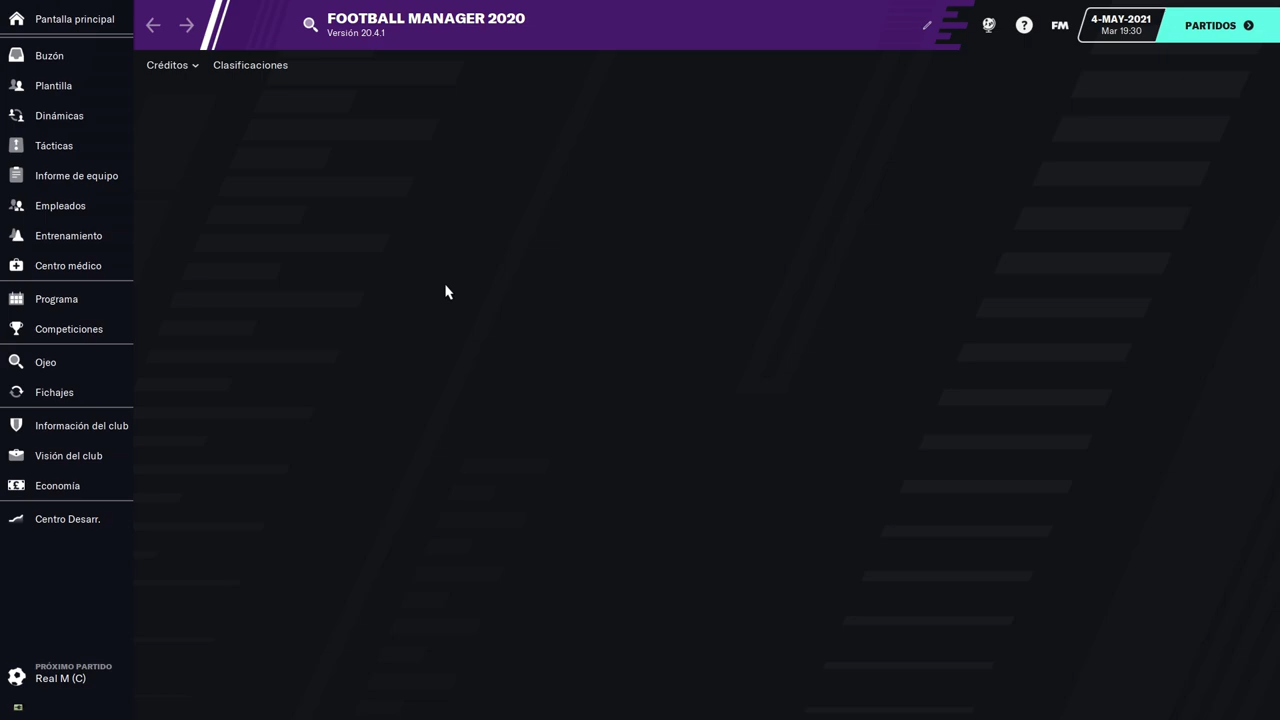 Pantalla principal
FOOTBALL MANAGER 2020
Versión 20.4.1
?
FM
4-MAY-2021
Mar 19:30
PARTIDOS
Créditos
Clasificaciones
Buzón
Plantilla
Dinámicas
Tácticas
Informe de equipo
Empleados
Entrenamiento
Centro médico
Programa
Competiciones
Ojeo
Fichajes
Información del club
Visión del club
Economía
Centro Desarr.
PRÓXIMO PARTIDO
Real M (C)